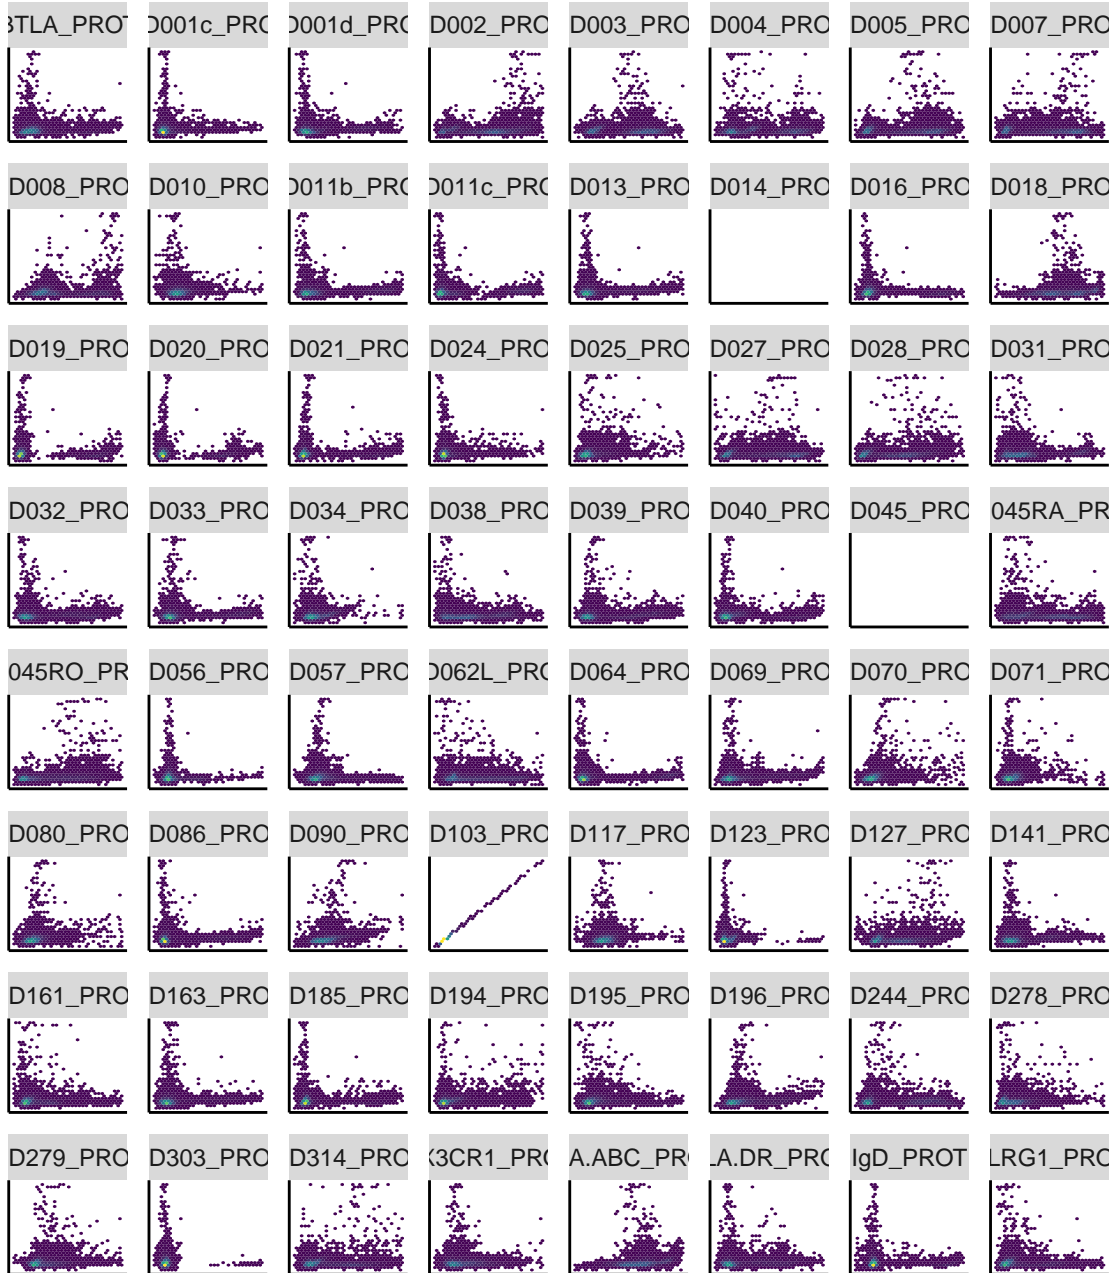 BTLA_PROT D001c_PRO D001d_PRO D002_PRO D003_PRO D004_PRO D005_PRO D007_PRO
D008_PRO D010_PRO D011b_PRO D011c_PRO D013_PRO D014_PRO D016_PRO D018_PRO
D019_PRO D020_PRO D021_PRO D024_PRO D025_PRO D027_PRO D028_PRO D031_PRO
D032_PRO D033_PRO D034_PRO D038_PRO D039_PRO D040_PRO D045_PRO 045RA_PR
045RO_PR D056_PRO D057_PRO D062L_PRO D064_PRO D069_PRO D070_PRO D071_PRO
D080_PRO D086_PRO D090_PRO D103_PRO D117_PRO D123_PRO D127_PRO D141_PRO
D161_PRO D163_PRO D185_PRO D194_PRO D195_PRO D196_PRO D244_PRO D278_PRO
D279_PRO D303_PRO D314_PRO X3CR1_PRO A.ABC_PRO LA.DR_PRO IgD_PROT LRG1_PRO